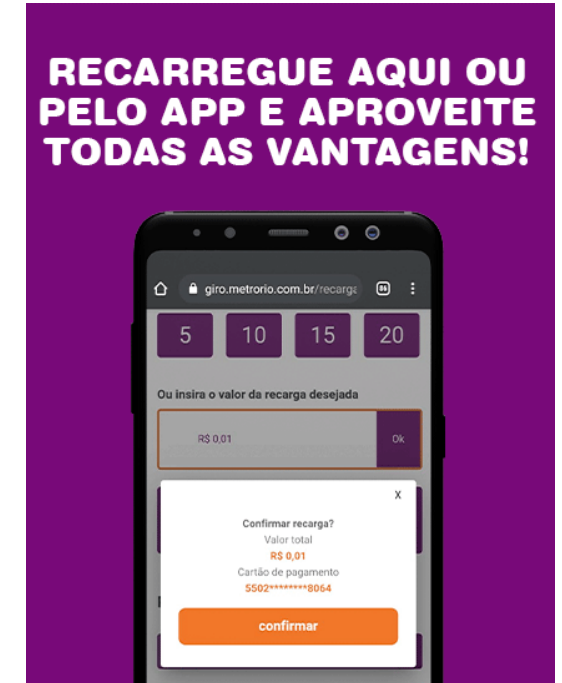 RECARREGUE AQUI OU
PELO APP E APROVEITE
TODAS AS VANTAGENS!
giro.metrorio.com.br/recarga
86
5 10 15 20
Ou insira o valor da recarga desejada
R$ 0,01 Ok
X
Confirmar recarga?
Valor total
R$ 0,01
Cartão de pagamento
5502********8064
confirmar